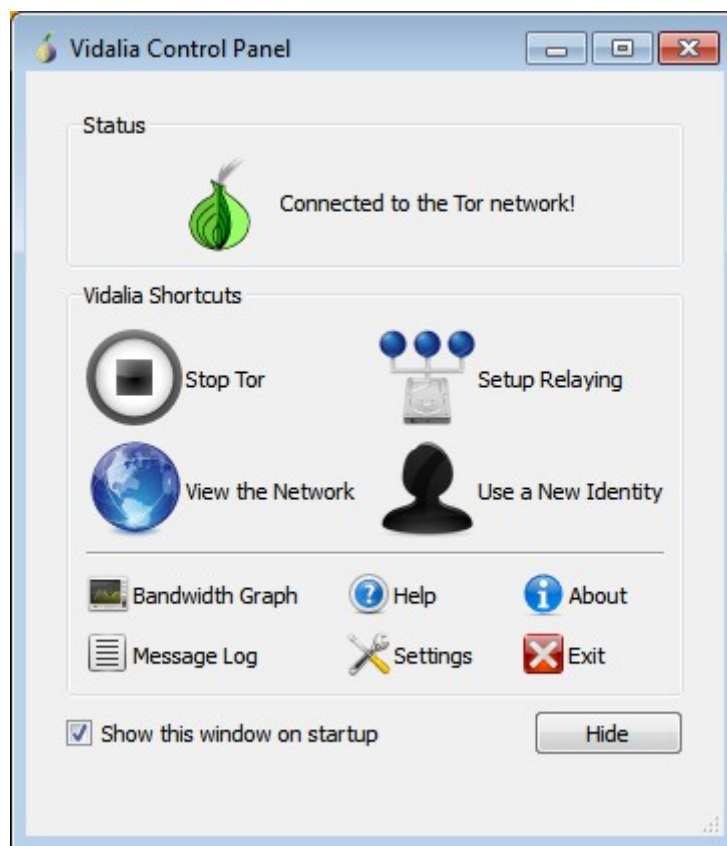 Vidalia Control Panel
Status
Connected to the Tor network!
Vidalia Shortcuts
Stop Tor
Setup Relaying
View the Network
Use a New Identity
Bandwidth Graph
Help
About
Message Log
Settings
Exit
Show this window on startup
Hide